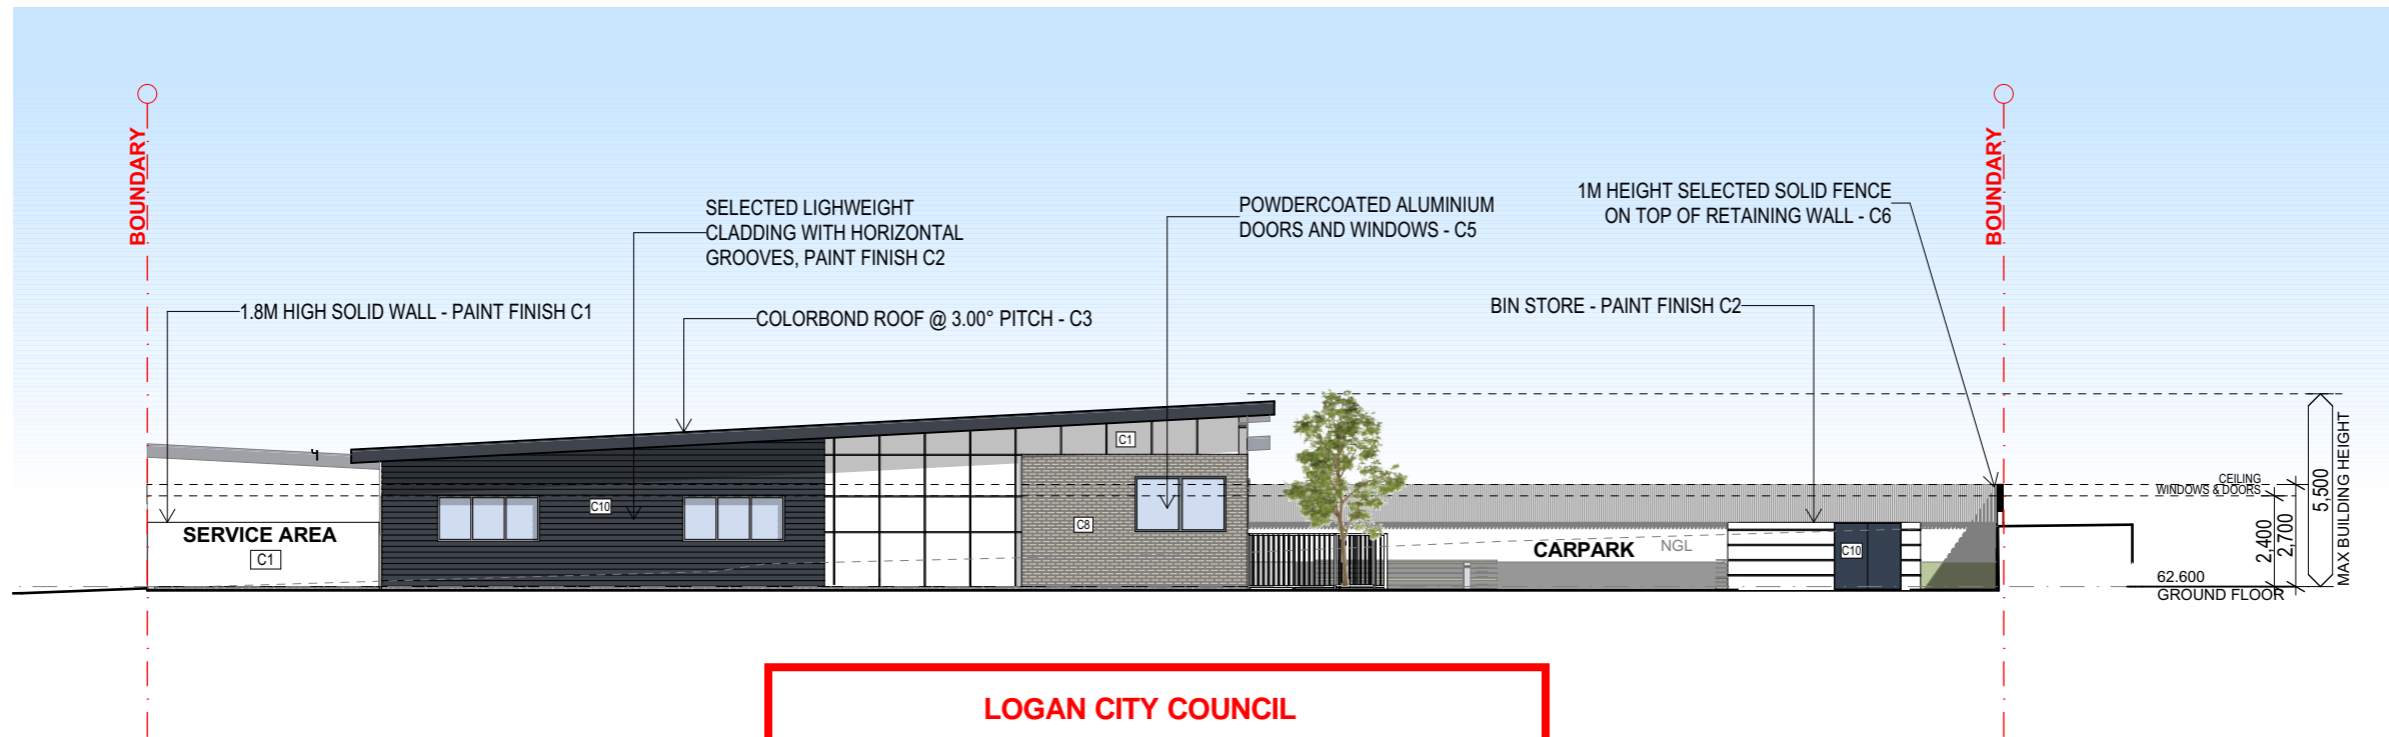 BOUNDARY
BOUNDARY
SELECTED LIGHWEIGHT
CLADDING WITH HORIZONTAL
GROOVES, PAINT FINISH C2
POWDERCOATED ALUMINIUM
DOORS AND WINDOWS - C5
1M HEIGHT SELECTED SOLID FENCE
ON TOP OF RETAINING WALL - C6
1.8M HIGH SOLID WALL - PAINT FINISH C1
COLORBOND ROOF @ 3.00° PITCH - C3
BIN STORE - PAINT FINISH C2
C1
CEILING
WINDOWS & DOORS
C10
C8
SERVICE AREA
C1
CARPARK
NGL
C10
2,400
2,700
5,500
MAX BUILDING HEIGHT
62.600
GROUND FLOOR
LOGAN CITY COUNCIL